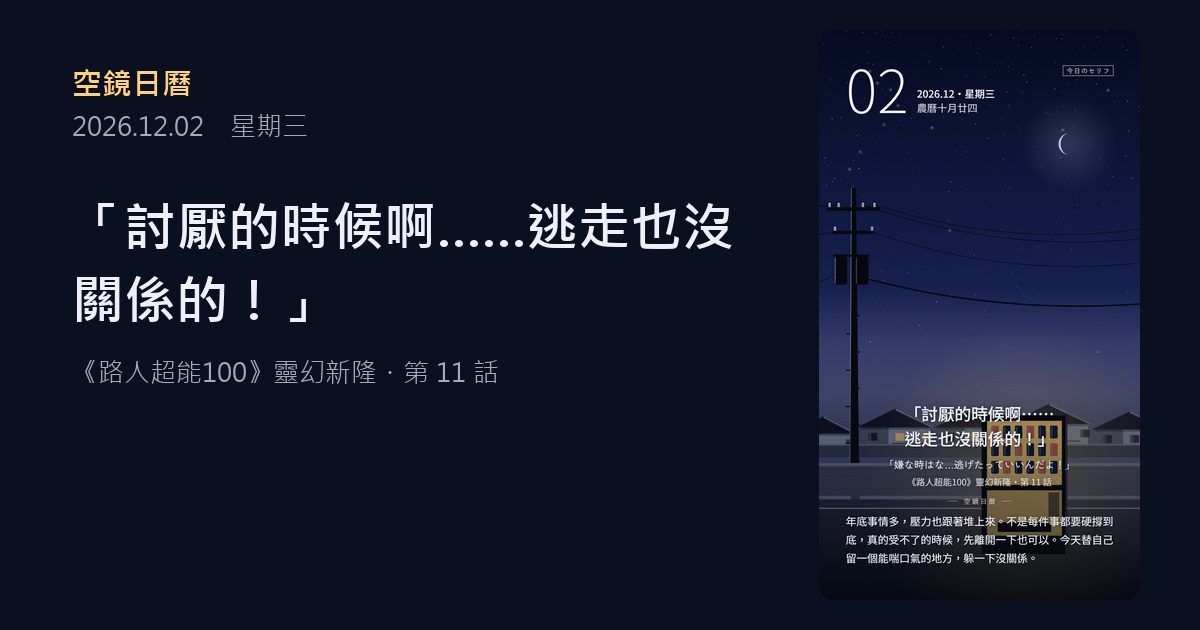 空鏡日曆
2026.12.02 星期三
「討厭的時候啊……逃走也沒
關係的！」
《路人超能100》靈幻新隆．第 11 話
02
2026.12・星期三
農曆十月廿四
今日のセリフ
「討厭的時候啊……
逃走也沒關係的！」
「嫌な時はな…逃げたっていいんだよ！」
《路人超能100》靈幻新隆・第 11 話
— 空鏡日曆 —
年底事情多，壓力也跟著堆上來。不是每件事都要硬撐到
底，真的受不了的時候，先離開一下也可以。今天替自己
留一個能喘口氣的地方，躲一下沒關係。